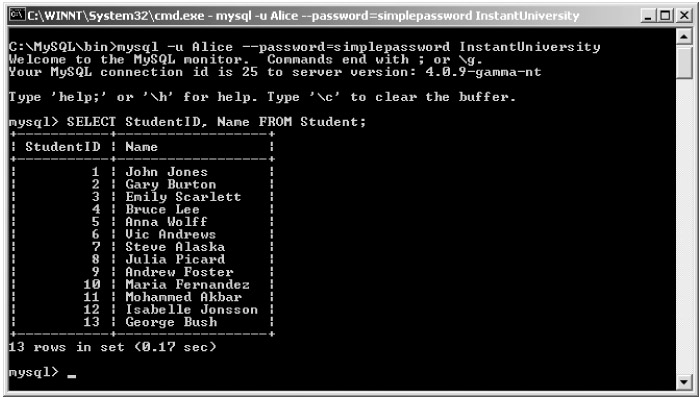 C:\WINNT\System32\cmd.exe - mysql -u Alice --password=simplepassword InstantUniversity
C:\MySQL\bin>mysql -u Alice --password=simplepassword InstantUniversity
Welcome to the MySQL monitor.  Commands end with ; or \g.
Your MySQL connection id is 25 to server version: 4.0.9-gamma-nt
Type 'help;' or '\h' for help. Type '\c' to clear the buffer.
mysql> SELECT StudentID, Name FROM Student;
+-----------+------------------+
| StudentID | Name             |
+-----------+------------------+
|         1 | John Jones       |
|         2 | Gary Burton      |
|         3 | Emily Scarlett   |
|         4 | Bruce Lee        |
|         5 | Anna Wolff       |
|         6 | Vic Andrews      |
|         7 | Steve Alaska     |
|         8 | Julia Picard     |
|         9 | Andrew Foster    |
|        10 | Maria Fernandez  |
|        11 | Mohammed Akbar   |
|        12 | Isabelle Jonsson |
|        13 | George Bush      |
+-----------+------------------+
13 rows in set (0.17 sec)
mysql> _